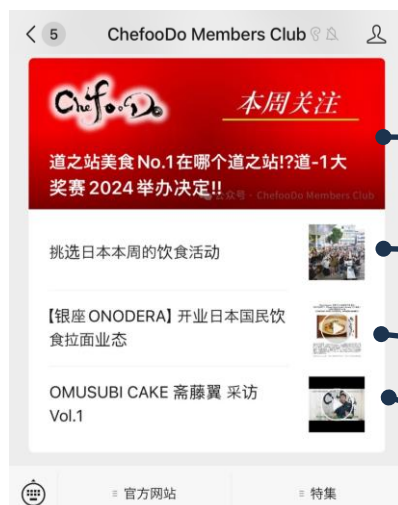 5 ChefooDo Members Club
ChefooDo 本周关注
道之站美食No.1在哪个道之站!?道-1大
奖赛2024举办决定!!
公众号 · ChefooDo Members Club
挑选日本本周的饮食活动
【银座ONODERA】开业日本国民饮
食拉面业态
OMUSUBI CAKE 斋藤翼 采访
Vol.1
官方网站 特集